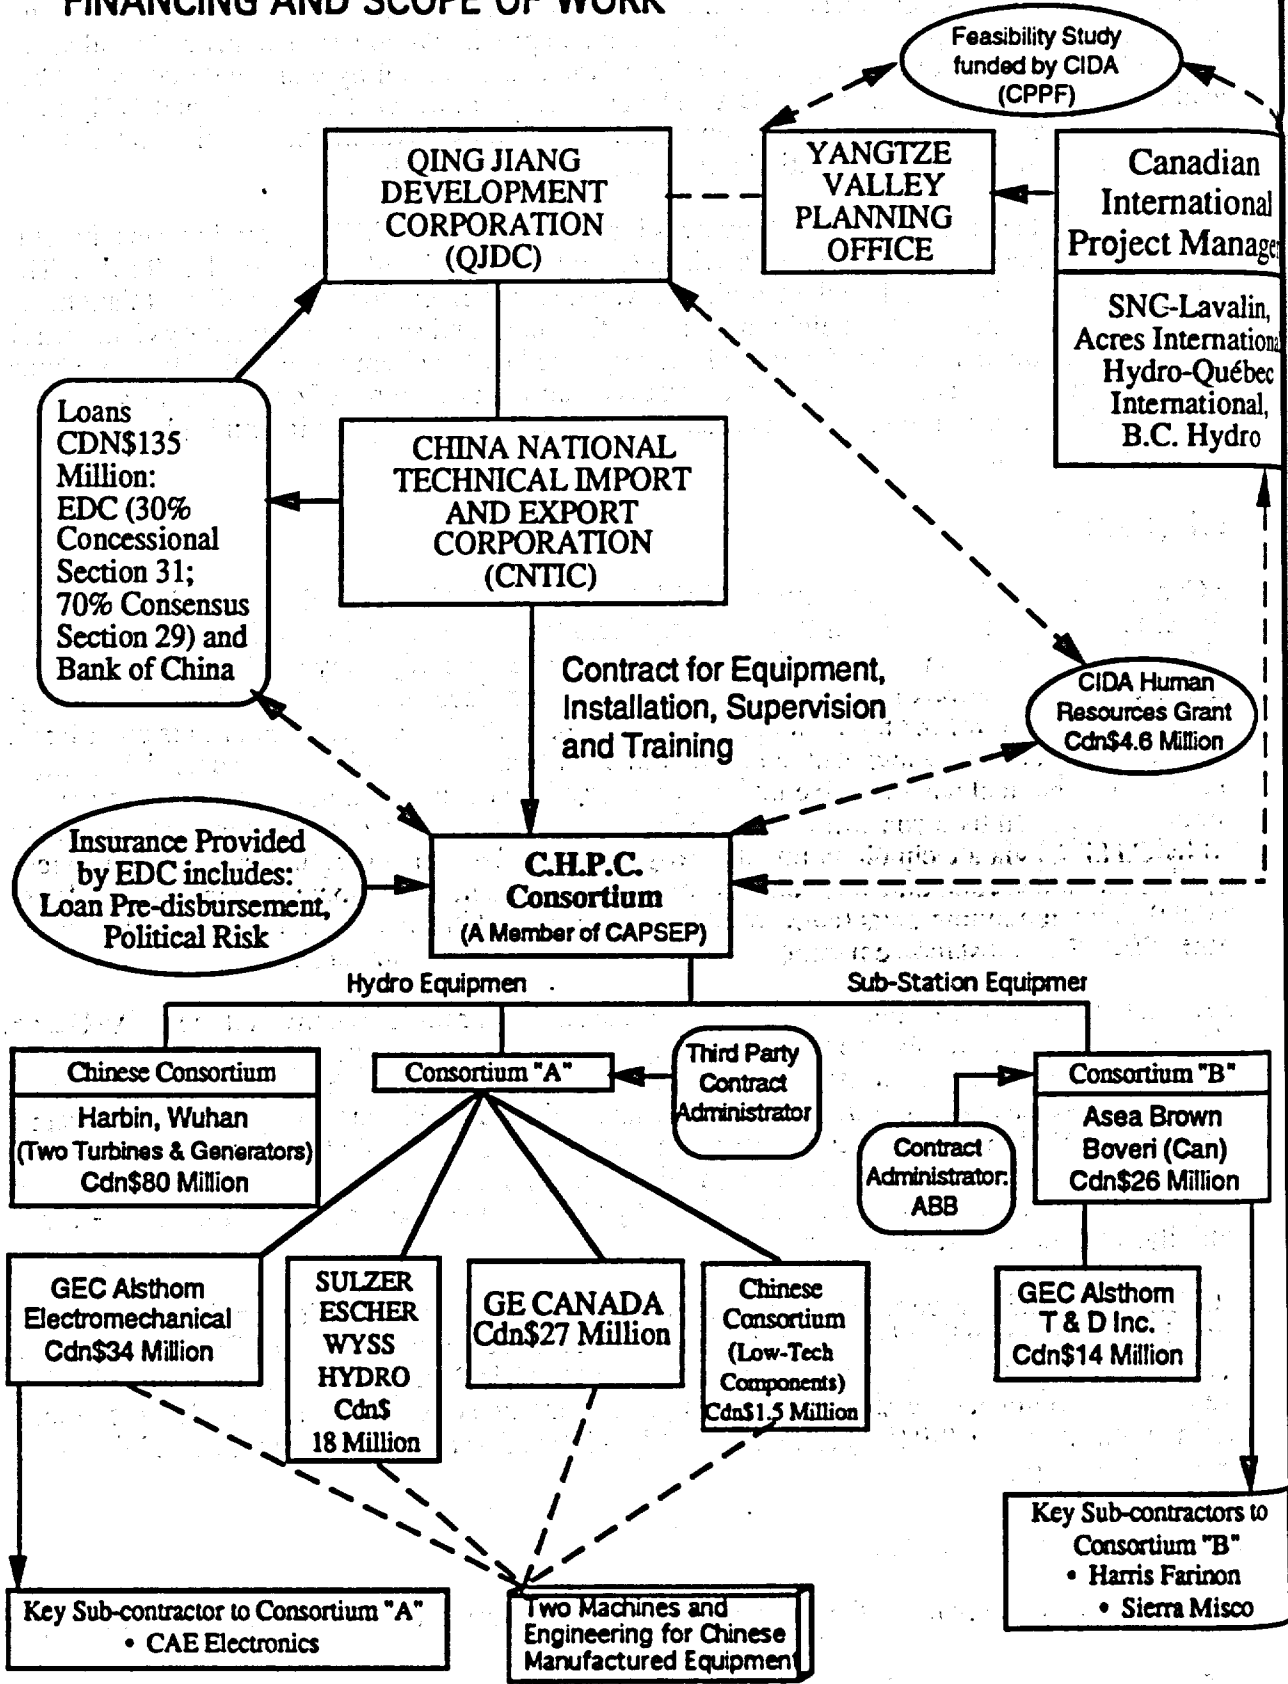 FINANCING AND SCOPE OF WORK
Feasibility Study
funded by CIDA
(CPPF)
QING JIANG
DEVELOPMENT
CORPORATION
(QJDC)
YANGTZE
VALLEY
PLANNING
OFFICE
Canadian
International
Project Manager
SNC-Lavalin,
Acres International
Hydro-Québec
International,
B.C. Hydro
Loans
CDN$135
Million:
EDC (30%
Concessional
Section 31;
70% Consensus
Section 29) and
Bank of China
CHINA NATIONAL
TECHNICAL IMPORT
AND EXPORT
CORPORATION
(CNTIC)
Contract for Equipment,
Installation, Supervision
and Training
CIDA Human
Resources Grant
Cdn$4.6 Million
Insurance Provided
by EDC includes:
Loan Pre-disbursement,
Political Risk
C.H.P.C.
Consortium
(A Member of CAPSEP)
Hydro Equipmen
Sub-Station Equipmer
Chinese Consortium
Harbin, Wuhan
(Two Turbines & Generators)
Cdn$80 Million
Consortium "A"
Third Party
Contract
Administrator
Consortium "B"
Asea Brown
Boveri (Can)
Cdn$26 Million
Contract
Administrator:
ABB
GEC Alsthom
Electromechanical
Cdn$34 Million
SULZER
ESCHER
WYSS
HYDRO
Cdn$
18 Million
GE CANADA
Cdn$27 Million
Chinese
Consortium
(Low-Tech
Components)
Cdn$1.5 Million
GEC Alsthom
T & D Inc.
Cdn$14 Million
Key Sub-contractor to Consortium "A"
• CAE Electronics
Two Machines and
Engineering for Chinese
Manufactured Equipment
Key Sub-contractors to
Consortium "B"
• Harris Farinon
• Sierra Misco